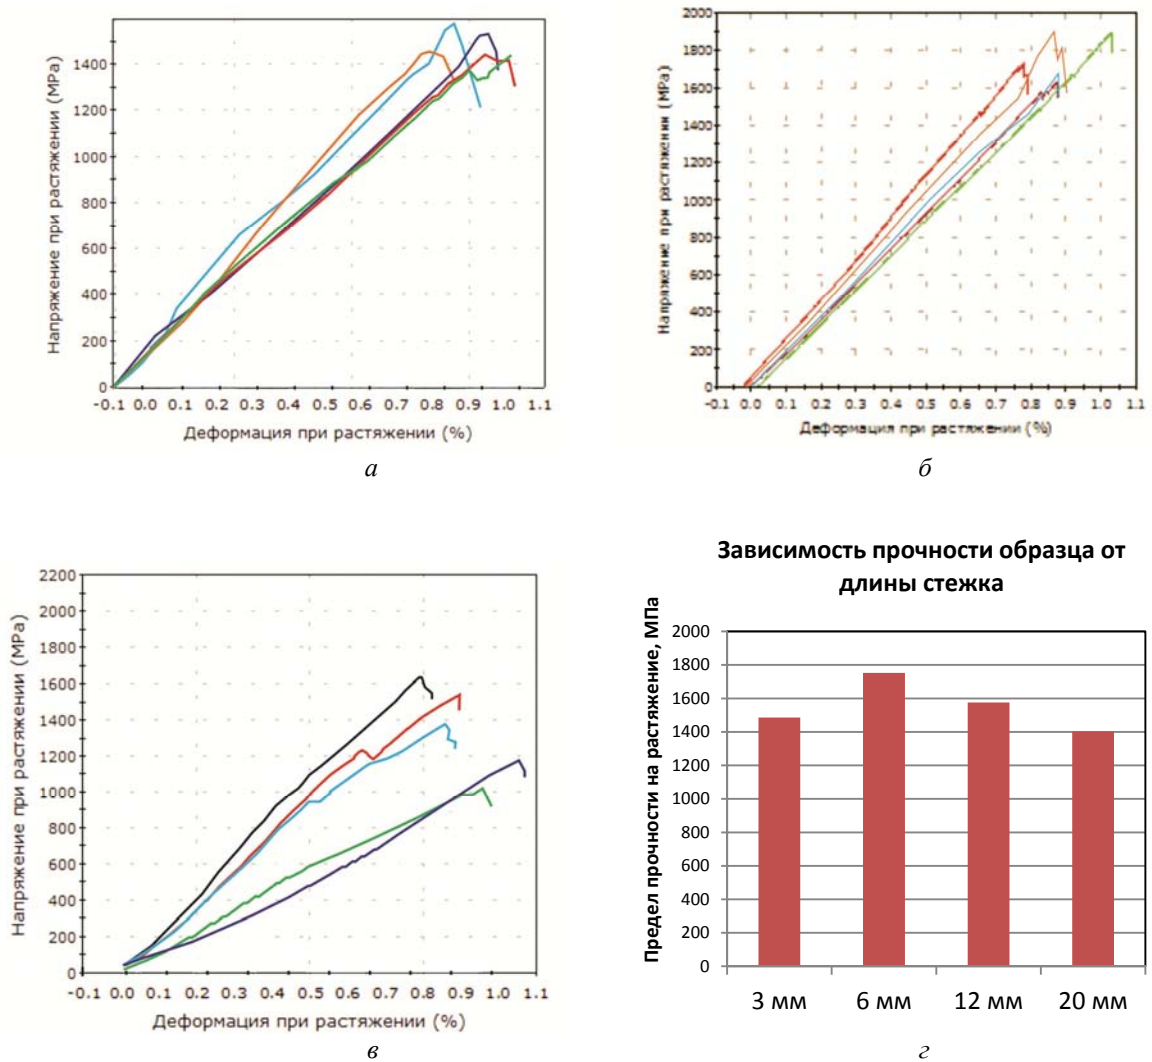 Напряжение при растяжении (MPa)
1400
1200
1000
800
600
400
200
0
-0.1 0.0 0.1 0.2 0.3 0.4 0.5 0.6 0.7 0.8 0.9 1.0 1.1
Деформация при растяжении (%)
а
Напряжение при растяжении (MPa)
2000
1800
1600
1400
1200
1000
800
600
400
200
0
-0.1 0.0 0.1 0.2 0.3 0.4 0.5 0.6 0.7 0.8 0.9 1.0 1.1
Деформация при растяжении (%)
б
Напряжение при растяжении (MPa)
2200
2000
1800
1600
1400
1200
1000
800
600
400
200
0
-0.1 0.0 0.1 0.2 0.3 0.4 0.5 0.6 0.7 0.8 0.9 1.0 1.1
Деформация при растяжении (%)
в
Зависимость прочности образца от
длины стежка
Предел прочности на растяжение, МПа
2000
1800
1600
1400
1200
1000
800
600
400
200
0
3 мм 6 мм 12 мм 20 мм
г